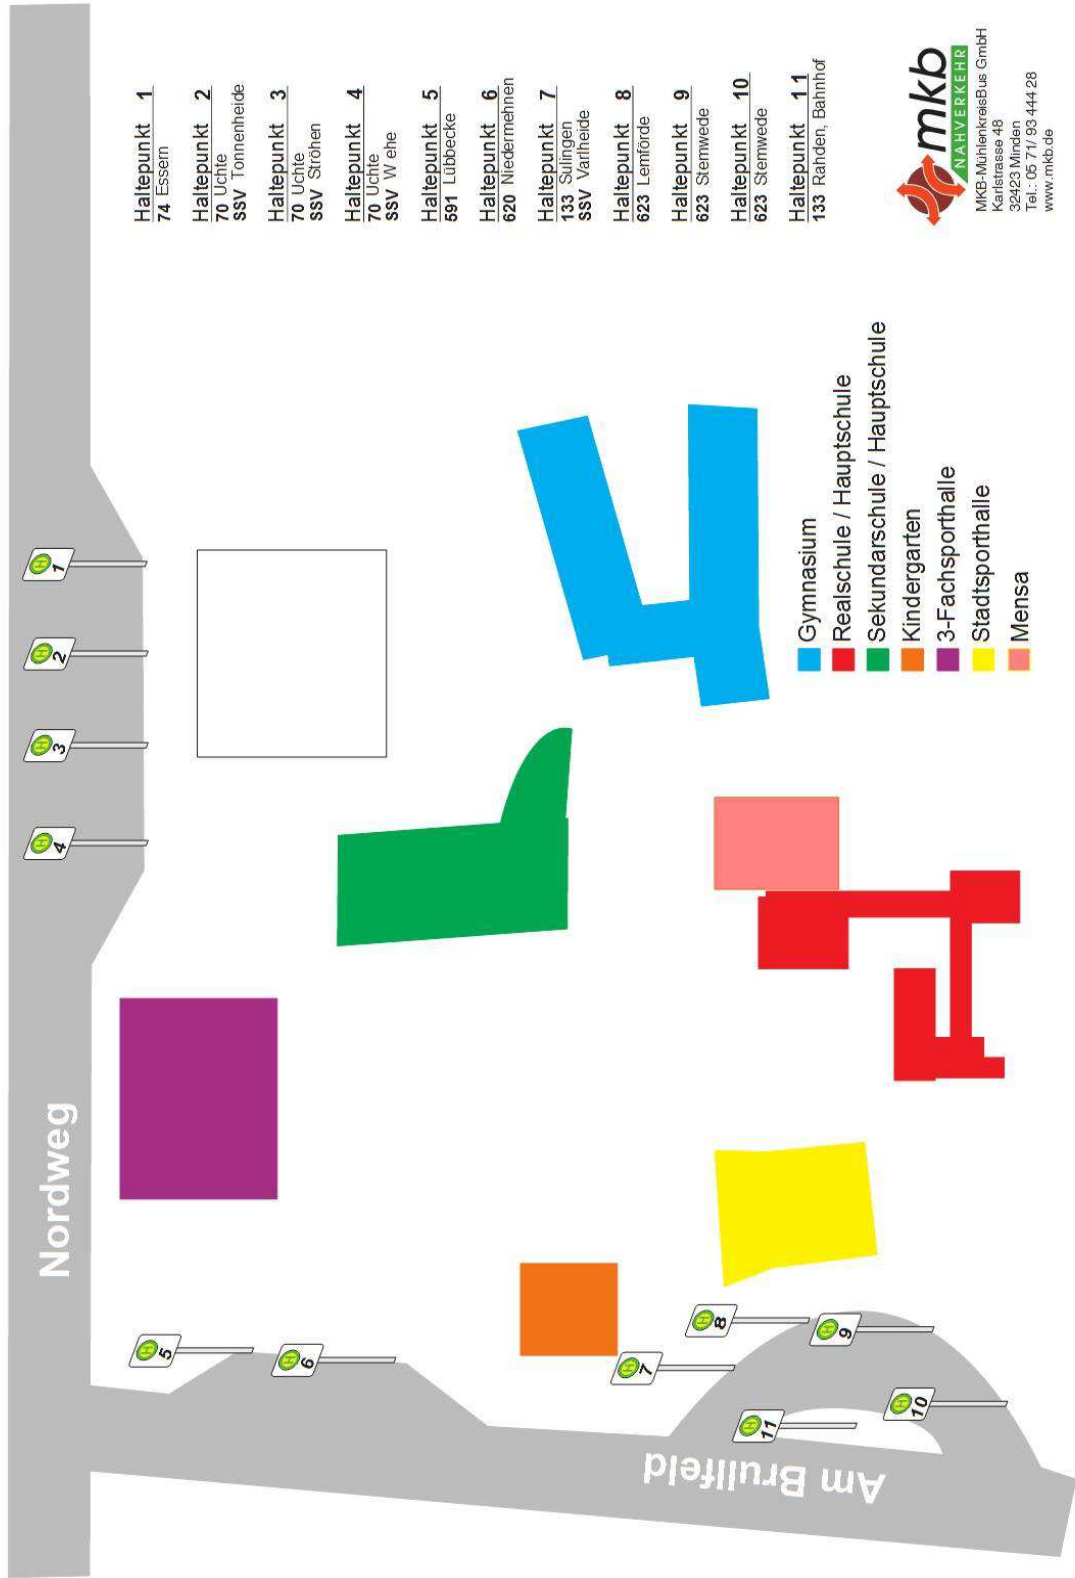 Nordweg
Am Brullfeld
H
1
H
2
H
3
H
4
H
5
H
6
H
7
H
8
H
9
H
10
H
11
Haltepunkt 1
74 Essern
Haltepunkt 2
70 Uchte
SSV Tonnenheide
Haltepunkt 3
70 Uchte
SSV Ströhen
Haltepunkt 4
70 Uchte
SSV W ehe
Haltepunkt 5
591 Lübbecke
Haltepunkt 6
620 Niedermehnen
Haltepunkt 7
133 Sulingen
SSV Varlheide
Haltepunkt 8
623 Lemförde
Haltepunkt 9
623 Stemwede
Haltepunkt 10
623 Stemwede
Haltepunkt 1 1
133 Rahden, Bahnhof
Gymnasium
Realschule / Hauptschule
Sekundarschule / Hauptschule
Kindergarten
3-Fachsporthalle
Stadtsporthalle
Mensa
mkb
NAHVERKEHR
MKB-MühlenkreisBus GmbH
Karlstrasse 48
32423 Minden
Tel.: 05 71/ 93 444 28
www.mkb.de